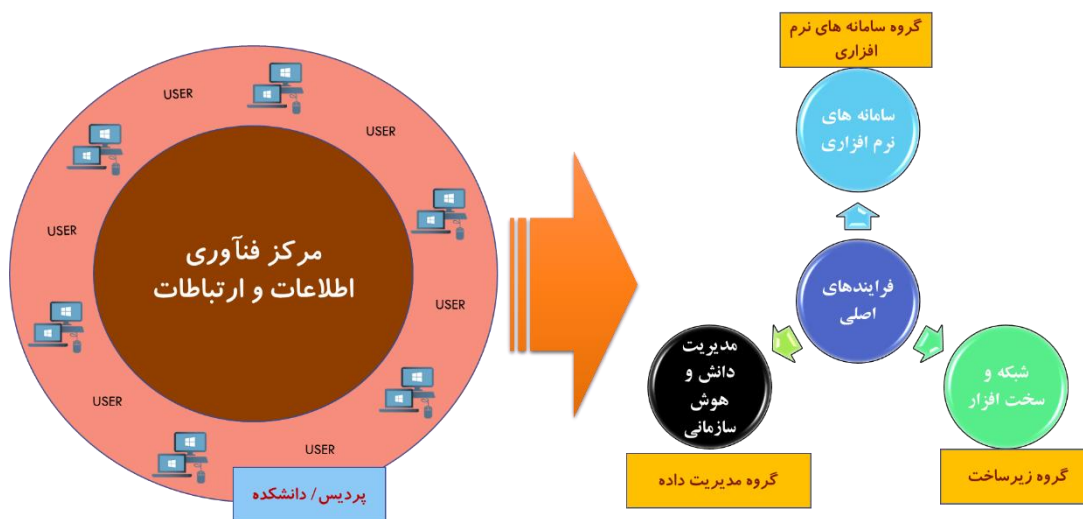 USER
USER
USER
USER
USER
USER
مرکز فنآوری
اطلاعات و ارتباطات
پردیس/ دانشکده
گروه سامانه های نرم
افزاری
سامانه های
نرم افزاری
فرایندهای
اصلی
مدیریت
دانش و
هوش
سازمانی
گروه مدیریت داده
شبکه و
سخت افزار
گروه زیرساخت